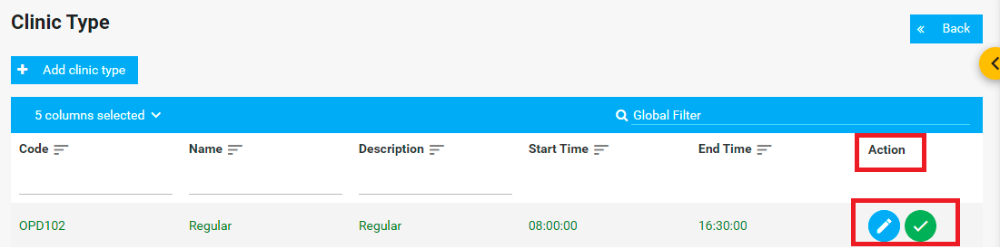 Clinic Type
Back
Add clinic type
5 columns selected
Global Filter
Code Name Description Start Time End Time Action
OPD102 Regular Regular 08:00:00 16:30:00